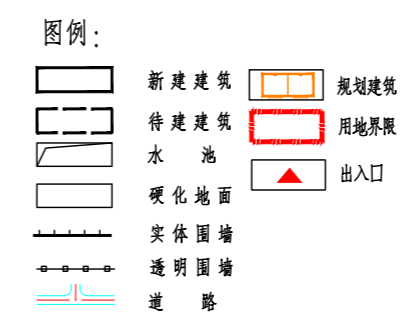 图例:
新建建筑 规划建筑
待建建筑 用地界限
水池 出入口
硬化地面
实体围墙
透明围墙
道路